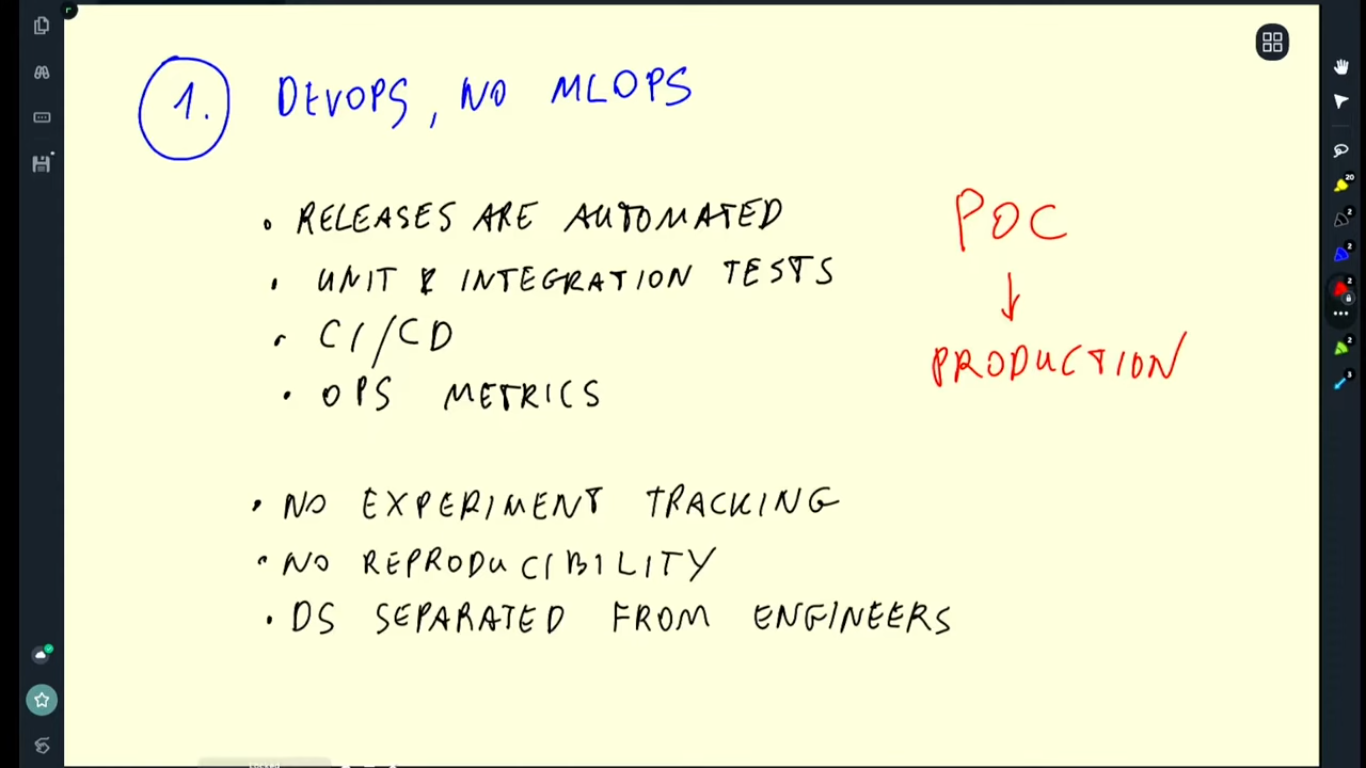 1. DEVOPS, NO MLOPS
• RELEASES ARE AUTOMATED
• UNIT & INTEGRATION TESTS
• CI/CD
• OPS METRICS
POC
↓
PRODUCTION
• NO EXPERIMENT TRACKING
• NO REPRODUCIBILITY
• DS SEPARATED FROM ENGINEERS
20
2
2
2
2
3